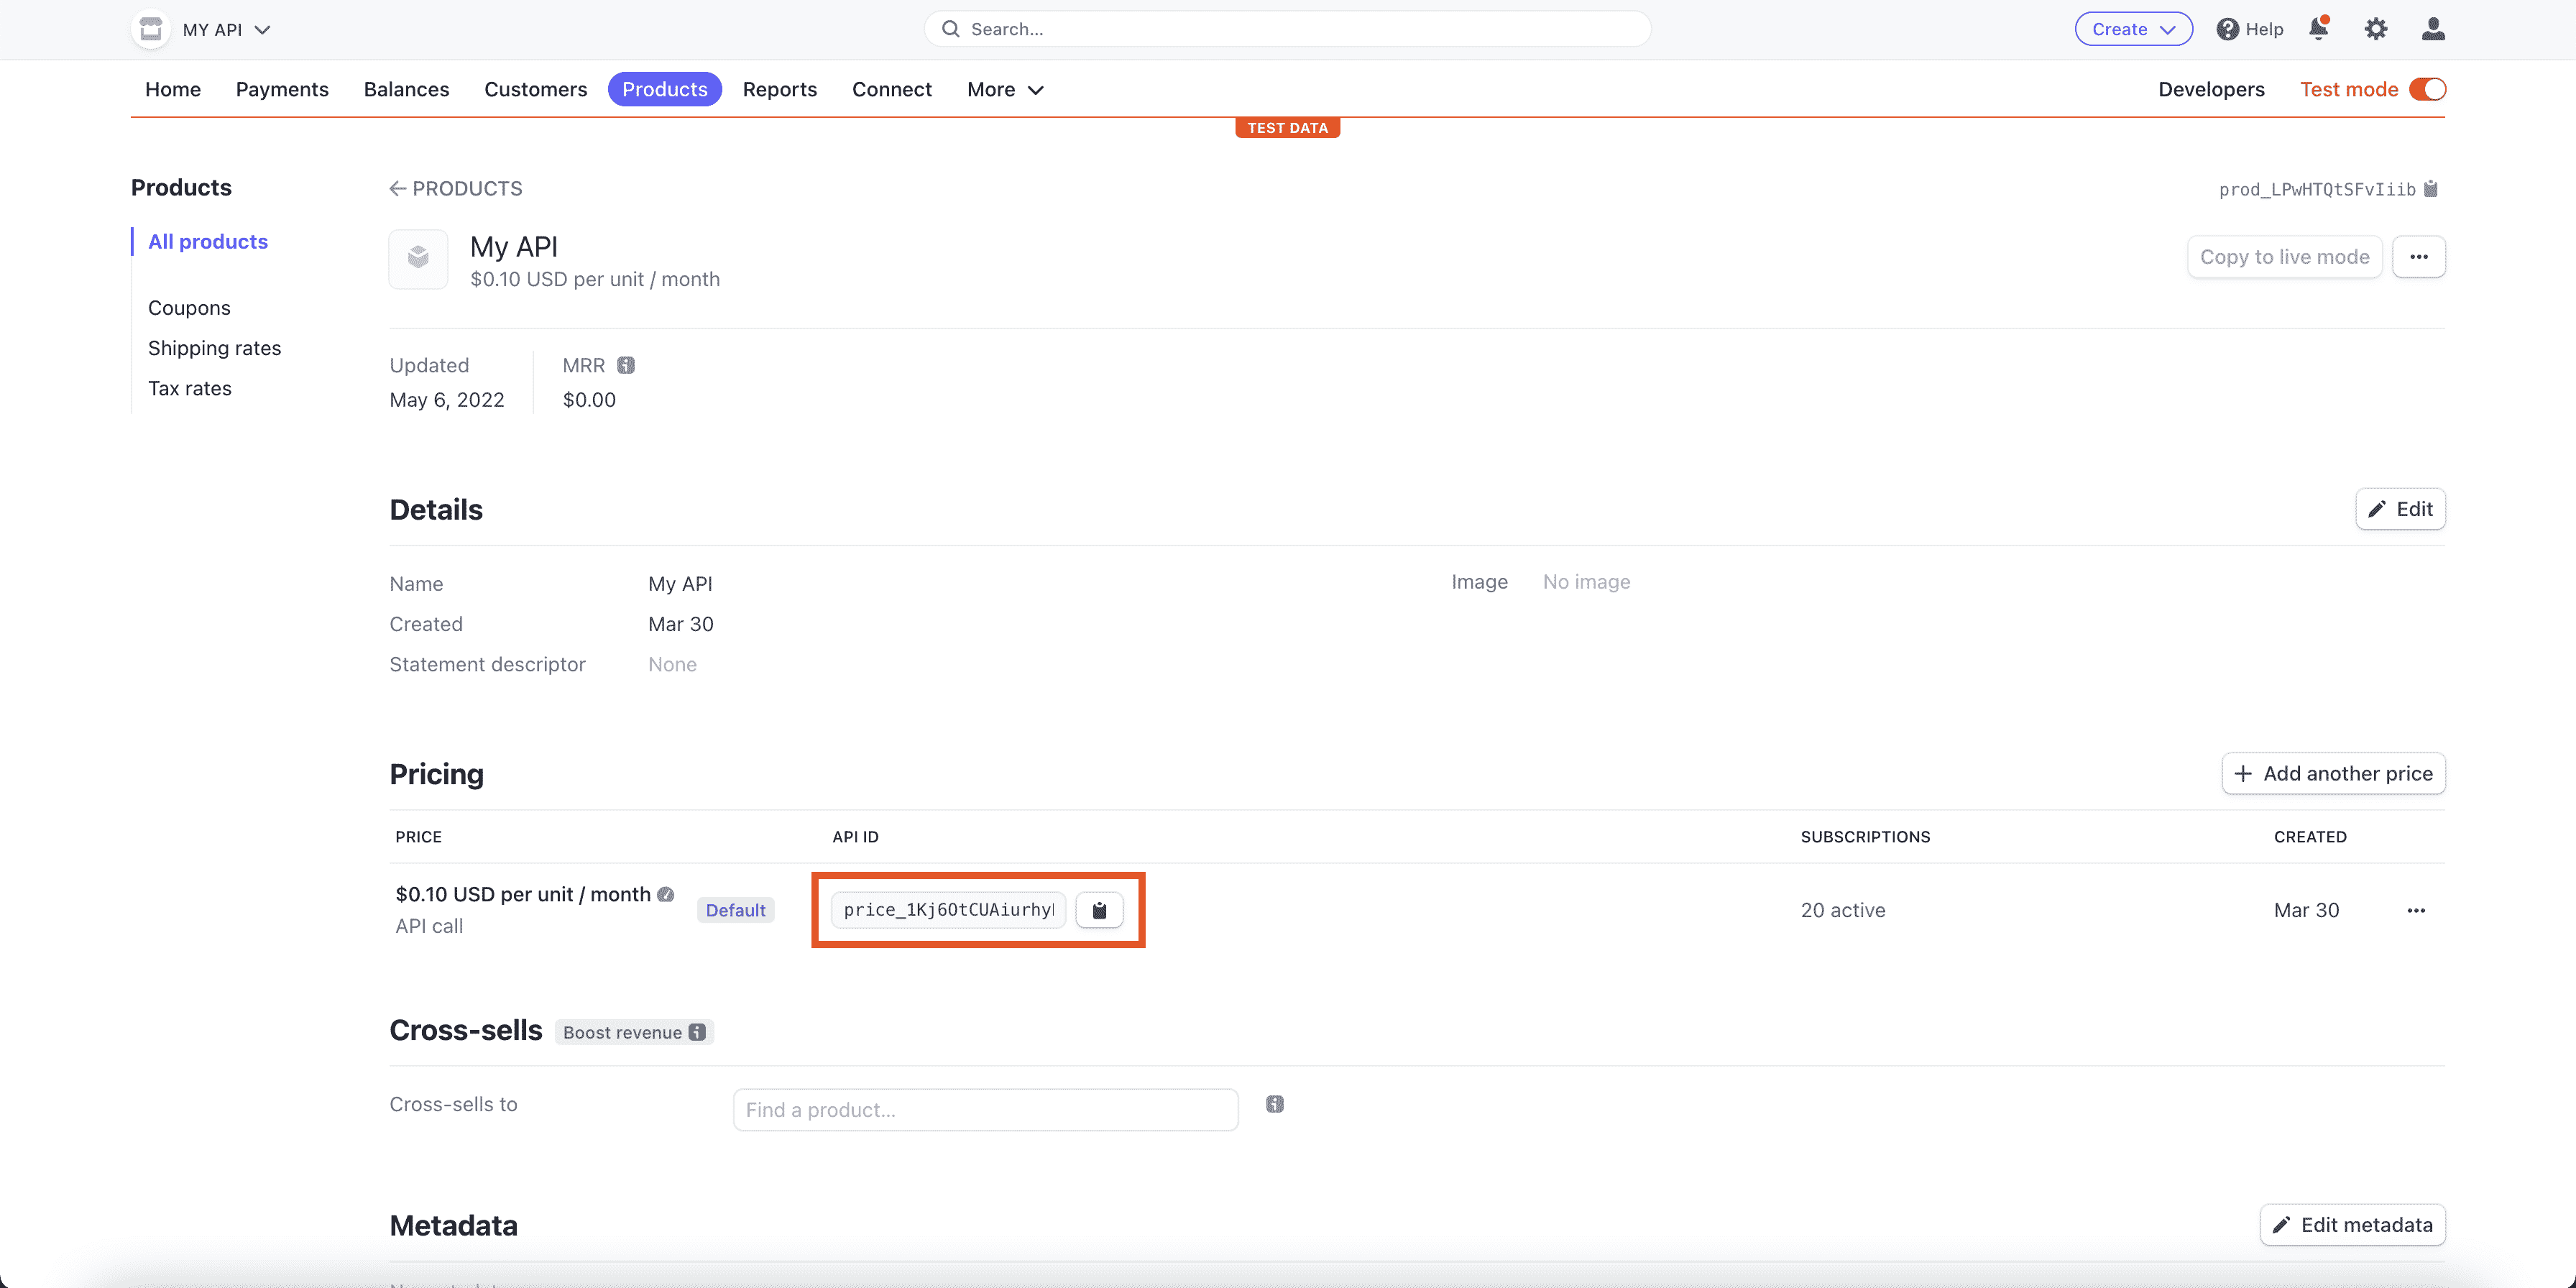 MY API
Search...
Create
Help
Home Payments Balances Customers Products Reports Connect More
Developers Test mode
TEST DATA
Products
All products
Coupons
Shipping rates
Tax rates
PRODUCTS
prod_LPwHTQtSFvIiib
My API
$0.10 USD per unit / month
Copy to live mode
Updated MRR
May 6, 2022 $0.00
Details
Edit
Name My API
Created Mar 30
Statement descriptor None
Image No image
Pricing
Add another price
PRICE API ID SUBSCRIPTIONS CREATED
$0.10 USD per unit / month
API call
Default
price_1Kj6OtCUAiurhy
20 active
Mar 30
Cross-sells Boost revenue
Cross-sells to Find a product...
Metadata
Edit metadata